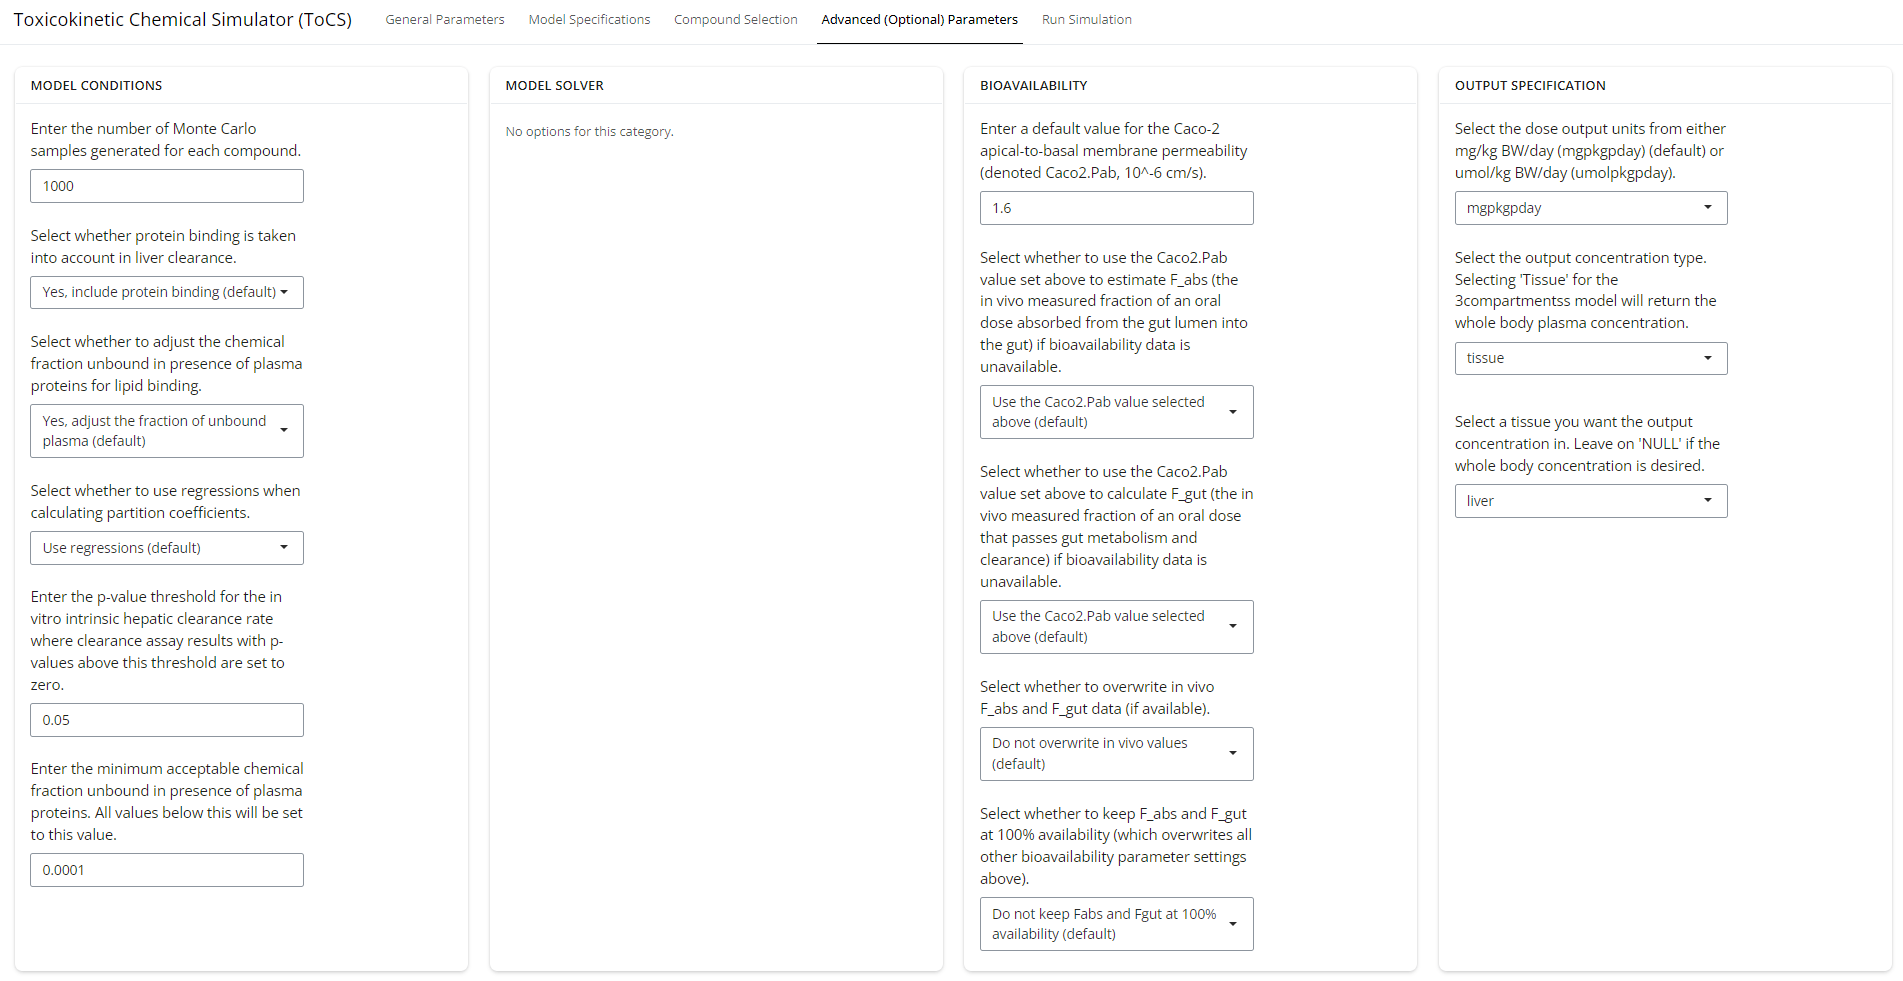 Toxicokinetic Chemical Simulator (ToCS)
General Parameters
Model Specifications
Compound Selection
Advanced (Optional) Parameters
Run Simulation
MODEL CONDITIONS
Enter the number of Monte Carlo
samples generated for each compound.
1000
Select whether protein binding is taken
into account in liver clearance.
Yes, include protein binding (default)
Select whether to adjust the chemical
fraction unbound in presence of plasma
proteins for lipid binding.
Yes, adjust the fraction of unbound
plasma (default)
Select whether to use regressions when
calculating partition coefficients.
Use regressions (default)
Enter the p-value threshold for the in
vitro intrinsic hepatic clearance rate
where clearance assay results with p-
values above this threshold are set to
zero.
0.05
Enter the minimum acceptable chemical
fraction unbound in presence of plasma
proteins. All values below this will be set
to this value.
0.0001
MODEL SOLVER
No options for this category.
BIOAVAILABILITY
Enter a default value for the Caco-2
apical-to-basal membrane permeability
(denoted Caco2.Pab, 10^-6 cm/s).
1.6
Select whether to use the Caco2.Pab
value set above to estimate F_abs (the
in vivo measured fraction of an oral
dose absorbed from the gut lumen into
the gut) if bioavailability data is
unavailable.
Use the Caco2.Pab value selected
above (default)
Select whether to use the Caco2.Pab
value set above to calculate F_gut (the in
vivo measured fraction of an oral dose
that passes gut metabolism and
clearance) if bioavailability data is
unavailable.
Use the Caco2.Pab value selected
above (default)
Select whether to overwrite in vivo
F_abs and F_gut data (if available).
Do not overwrite in vivo values
(default)
Select whether to keep F_abs and F_gut
at 100% availability (which overwrites all
other bioavailability parameter settings
above).
Do not keep Fabs and Fgut at 100%
availability (default)
OUTPUT SPECIFICATION
Select the dose output units from either
mg/kg BW/day (mgpkgpday) (default) or
umol/kg BW/day (umolpkgpday).
mgpkgpday
Select the output concentration type.
Selecting 'Tissue' for the
3compartmentss model will return the
whole body plasma concentration.
tissue
Select a tissue you want the output
concentration in. Leave on 'NULL' if the
whole body concentration is desired.
liver